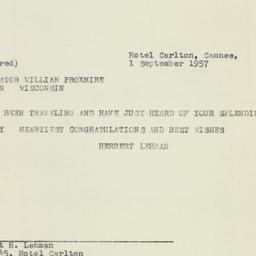 Hotel Carlton, Cannes,
red) 1 September 1957
ATOR WILLIAM PROXMIRE
N WISCONSIN
BEEN TRAVELING AND HAVE JUST HEARD OF YOUR SPLENDI
Y HEARTIEST CONGRATULATIONS AND BEST WISHES
HERBERT LEHMAN
t H. Lehman
45, Hotel Carlton